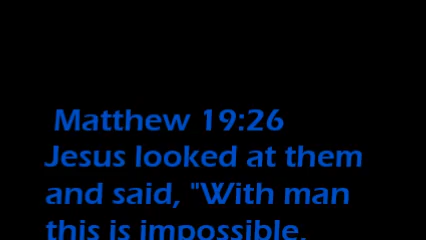 Matthew 19:26
Jesus looked at them
and said, "With man
this is impossible,